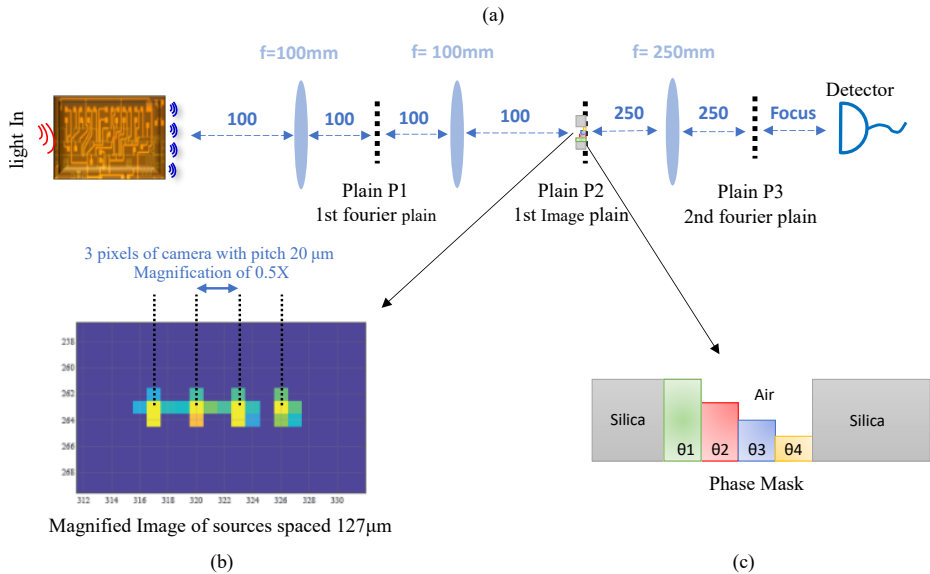 (a)
f=100mm
f= 100mm
f= 250mm
Detector
light In
100
100
100
100
250
250
Focus
Plain P1
1st fourier plain
Plain P2
1st Image plain
Plain P3
2nd fourier plain
3 pixels of camera with pitch 20 µm
Magnification of 0.5X
258
260
262
264
266
268
312
314
316
318
320
322
324
326
328
330
Magnified Image of sources spaced 127µm
(b)
Silica
θ1
θ2
θ3
θ4
Air
Silica
Phase Mask
(c)